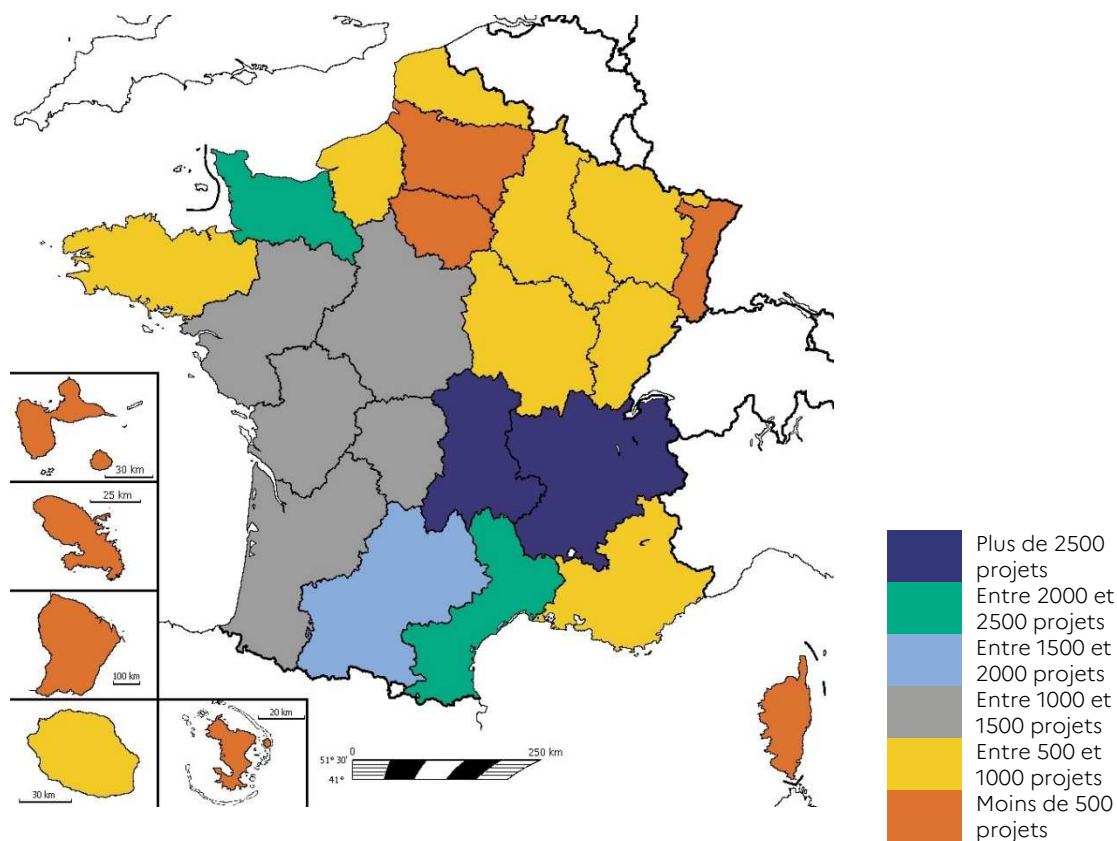 30 km
25 km
100 km
30 km
20 km
0
250 km
51° 30'
41°
Plus de 2500
projets
Entre 2000 et
2500 projets
Entre 1500 et
2000 projets
Entre 1000 et
1500 projets
Entre 500 et
1000 projets
Moins de 500
projets